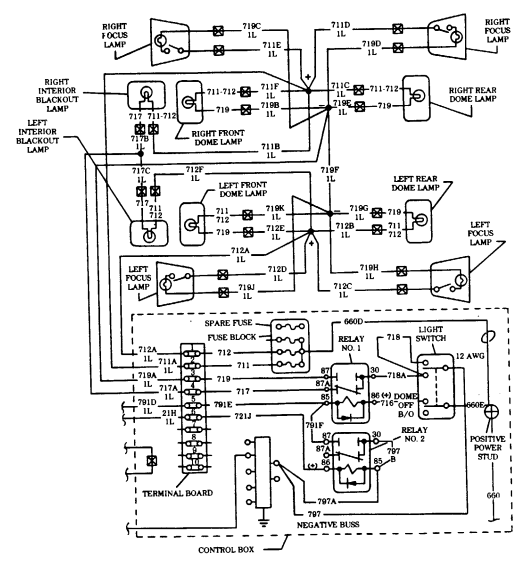 RIGHT
FOCUS
LAMP
719C
1L
711E
1L
711D
1L
719D
1L
RIGHT
FOCUS
LAMP
RIGHT
INTERIOR
BLACKOUT
LAMP
LEFT
INTERIOR
BLACKOUT
LAMP
717
711-712
717B
1L
711-712
719
711F
1L
719B
1L
RIGHT FRONT
DOME LAMP
+
-
711C
1L
719E
1L
711-712
719
RIGHT REAR
DOME LAMP
711B
1L
717C
1L
717
711
712
712F
1L
719F
1L
LEFT FRONT
DOME LAMP
711
712
719
719K
1L
712E
1L
-
+
719G
1L
712B
1L
719
711
712
LEFT REAR
DOME LAMP
712A
1L
LEFT
FOCUS
LAMP
712D
1L
719J
1L
719H
1L
712C
1L
LEFT
FOCUS
LAMP
SPARE FUSE
FUSE BLOCK
660D
RELAY
NO. 1
LIGHT
SWITCH
718
12 AWG
712A
1L
711A
1L
719A
1L
717A
1L
791D
1L
21H
1L
1
2
3
4
5
6
7
8
9
10
712
711
719
717
791E
721J
87
87A
85
30
718A
86 (+)
716
DOME
OFF
B/O
660E
791F
87
87A
86
(+)
30
85
RELAY
NO. 2
797
B
POSITIVE
POWER
STUD
660
TERMINAL BOARD
797A
797
NEGATIVE BUSS
CONTROL BOX